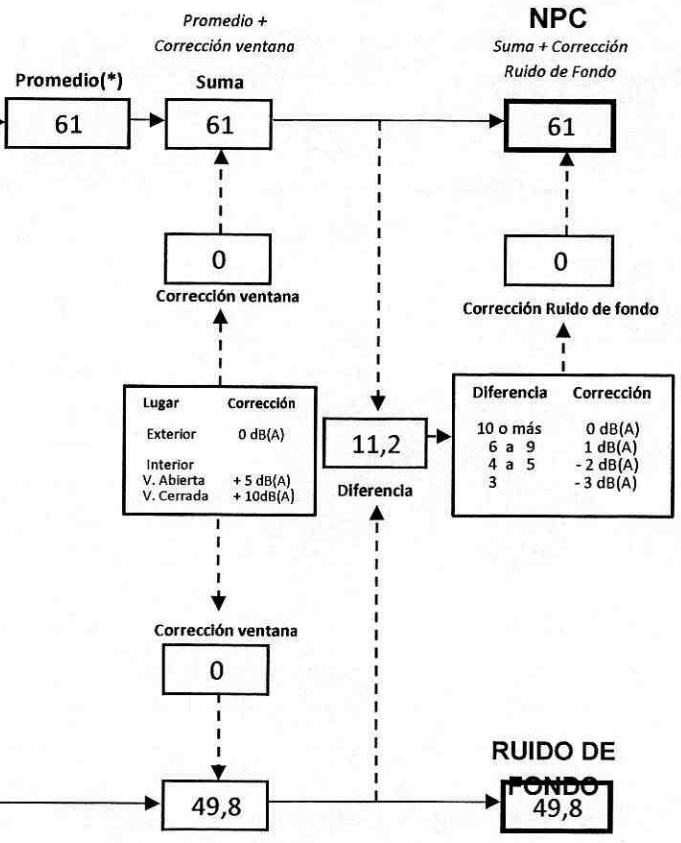 Promedio +
Corrección ventana
NPC
Suma + Corrección
Ruido de Fondo
Promedio(*)
Suma
61
61
61
0
Corrección ventana
0
Corrección Ruido de fondo
Lugar Corrección
Exterior 0 dB(A)
Interior
V. Abierta + 5 dB(A)
V. Cerrada + 10dB(A)
11,2
Diferencia
Diferencia Corrección
10 o más 0 dB(A)
6 a 9 1 dB(A)
4 a 5 - 2 dB(A)
3 - 3 dB(A)
Corrección ventana
0
49,8
RUIDO DE
FONDO
49,8